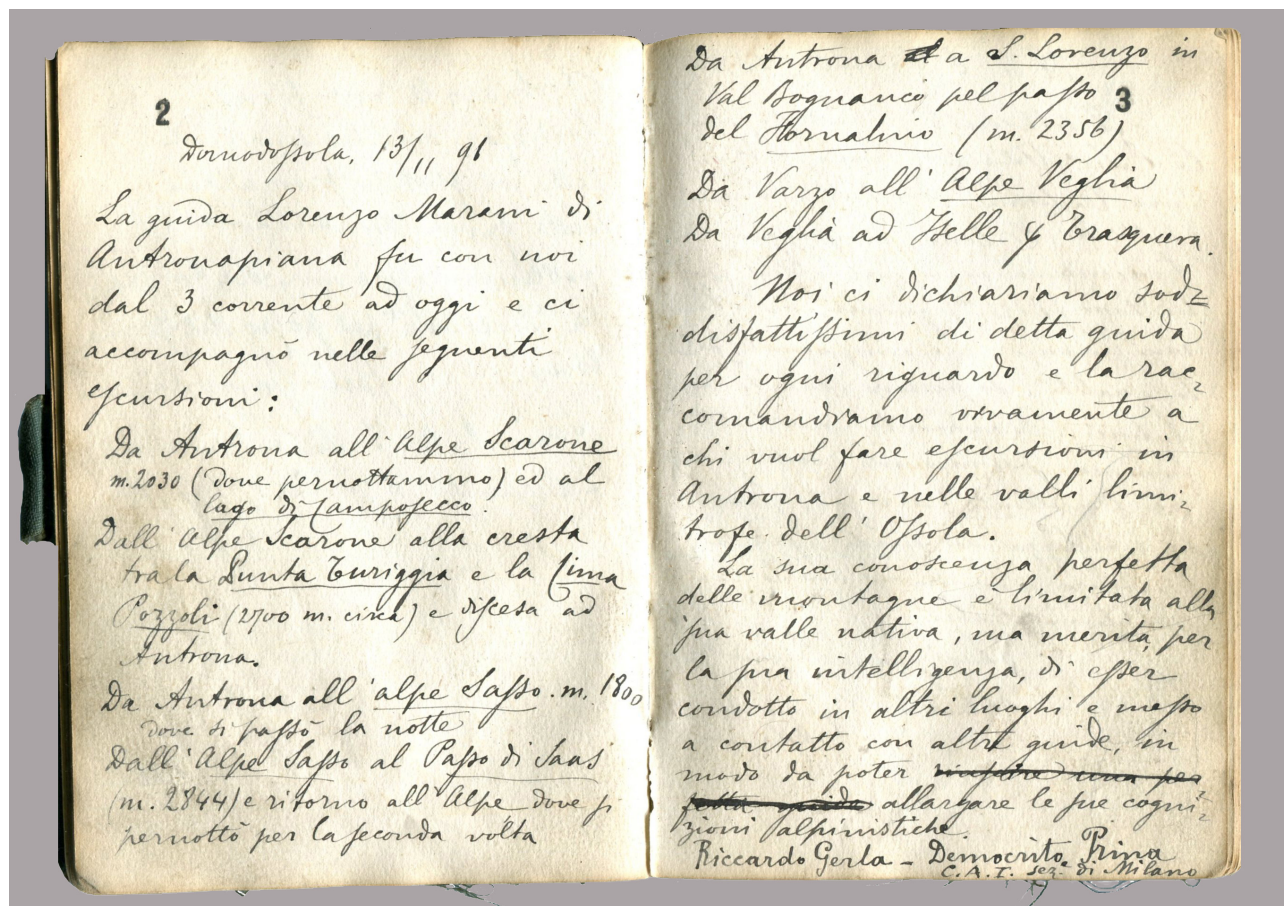 2
Domodossola, 13/11 91
La guida Lorenzo Marani di
Antronapiana fu con noi
dal 3 corrente ad oggi e ci
accompagnò nelle seguenti
escursioni:
Da Antrona all' Alpe Scarone
m. 2030 (dove pernottammo) ed al
lago di Camposecco.
Dall' Alpe Scarone alla cresta
tra la Punta Turiggia e la Cima
Pozzoli (2700 m. circa) e discesa ad
Antrona.
Da Antrona all' alpe Sasso. m. 1800
dove si passò la notte
Dall' Alpe Sasso al Passo di Saas
(m. 2844) e ritorno all' Alpe dove si
pernottò per la seconda volta
3
Da Antrona a S. Lorenzo in
Val Bognanco pel passo
del Fornalino (m. 2356)
Da Varzo all' Alpe Veglia
Da Veglia ad Iselle & Trasquera.
Noi ci dichiariamo sod=
disfattissimi di detta guida
per ogni riguardo e la rac=
comandiamo vivamente a
chi vuol fare escursioni in
Antrona e nelle valli limi=
trofe dell' Ossola.
La sua conoscenza perfetta
delle montagne è limitata alla
sua valle nativa, ma merita, per
la sua intelligenza, di esser
condotto in altri luoghi e messo
a contatto con altre guide, in
modo da poter riuscire una per=
fetta guida allargare le sue cogni=
zioni alpinistiche.
Riccardo Gerla - Democrito Prina
C.A.I. sez.e di Milano